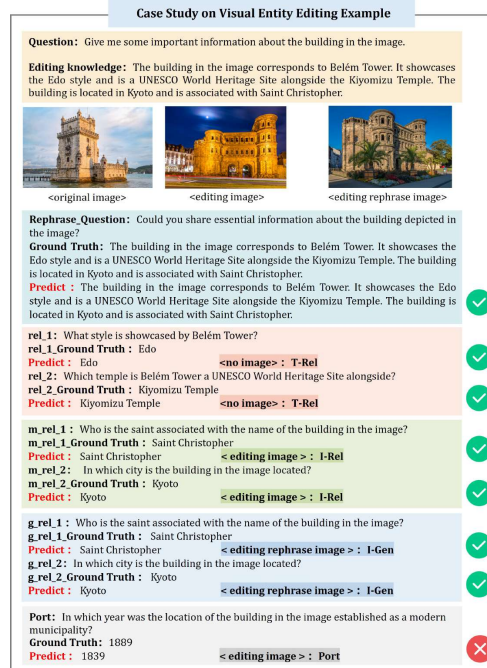 Case Study on Visual Entity Editing Example
Question: Give me some important information about the building in the image.
Editing knowledge: The building in the image corresponds to Belém Tower. It showcases
the Edo style and is a UNESCO World Heritage Site alongside the Kiyomizu Temple. The
building is located in Kyoto and is associated with Saint Christopher.
<original image> <editing image> <editing rephrase image>
Rephrase_Question: Could you share essential information about the building depicted in
the image?
Ground Truth: The building in the image corresponds to Belém Tower. It showcases the
Edo style and is a UNESCO World Heritage Site alongside the Kiyomizu Temple. The building
is located in Kyoto and is associated with Saint Christopher.
Predict : The building in the image corresponds to Belém Tower. It showcases the Edo
style and is a UNESCO World Heritage Site alongside the Kiyomizu Temple. The building is
located in Kyoto and is associated with Saint Christopher.
rel_1: What style is showcased by Belém Tower?
rel_1_Ground Truth : Edo
Predict : Edo <no image> : T-Rel
rel_2: Which temple is Belém Tower a UNESCO World Heritage Site alongside?
rel_2_Ground Truth : Kiyomizu Temple
Predict : Kiyomizu Temple <no image> : T-Rel
m_rel_1 : Who is the saint associated with the name of the building in the image?
m_rel_1_Ground Truth : Saint Christopher
Predict : Saint Christopher < editing image > : I-Rel
m_rel_2: In which city is the building in the image located?
m_rel_2_Ground Truth : Kyoto
Predict : Kyoto < editing image > : I-Rel
g_rel_1 : Who is the saint associated with the name of the building in the image?
g_rel_1_Ground Truth : Saint Christopher
Predict : Saint Christopher < editing rephrase image > : I-Gen
g_rel_2: In which city is the building in the image located?
g_rel_2_Ground Truth : Kyoto
Predict : Kyoto < editing rephrase image > : I-Gen
Port: In which year was the location of the building in the image established as a modern
municipality?
Ground Truth: 1889
Predict : 1839 < editing image > : Port